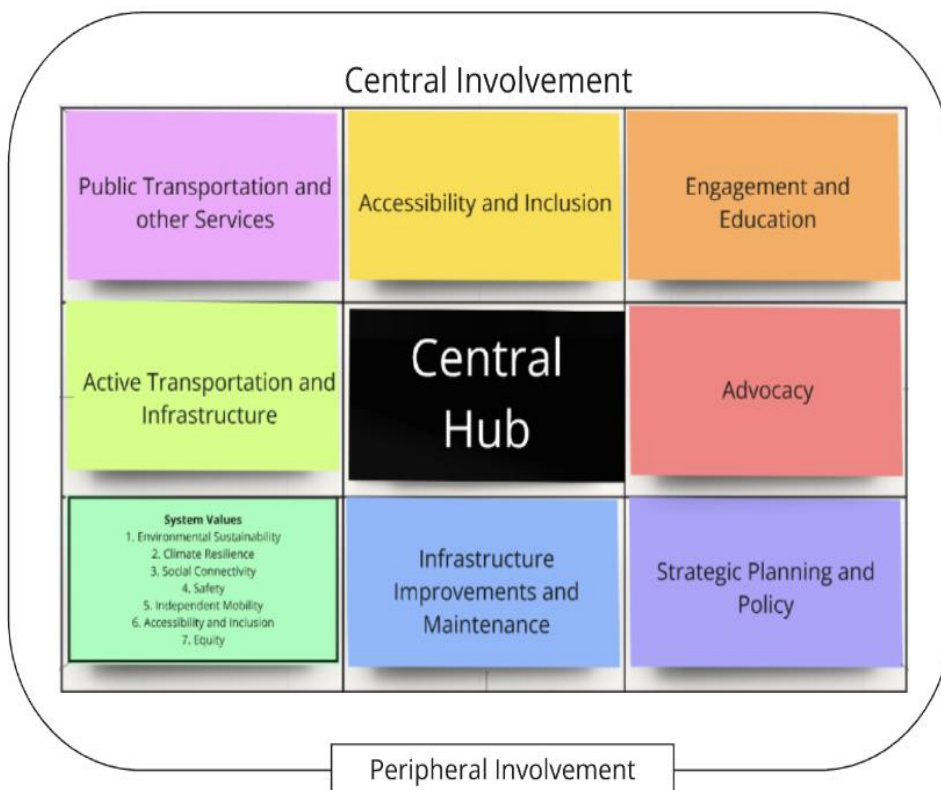 Central Involvement
Public Transportation and
other Services
Accessibility and Inclusion
Engagement and
Education
Active Transportation and
Infrastructure
Central
Hub
Advocacy
System Values
1. Environmental Sustainability
2. Climate Resilience
3. Social Connectivity
4. Safety
5. Independent Mobility
6. Accessibility and Inclusion
7. Equity
Infrastructure
Improvements and
Maintenance
Strategic Planning and
Policy
Peripheral Involvement